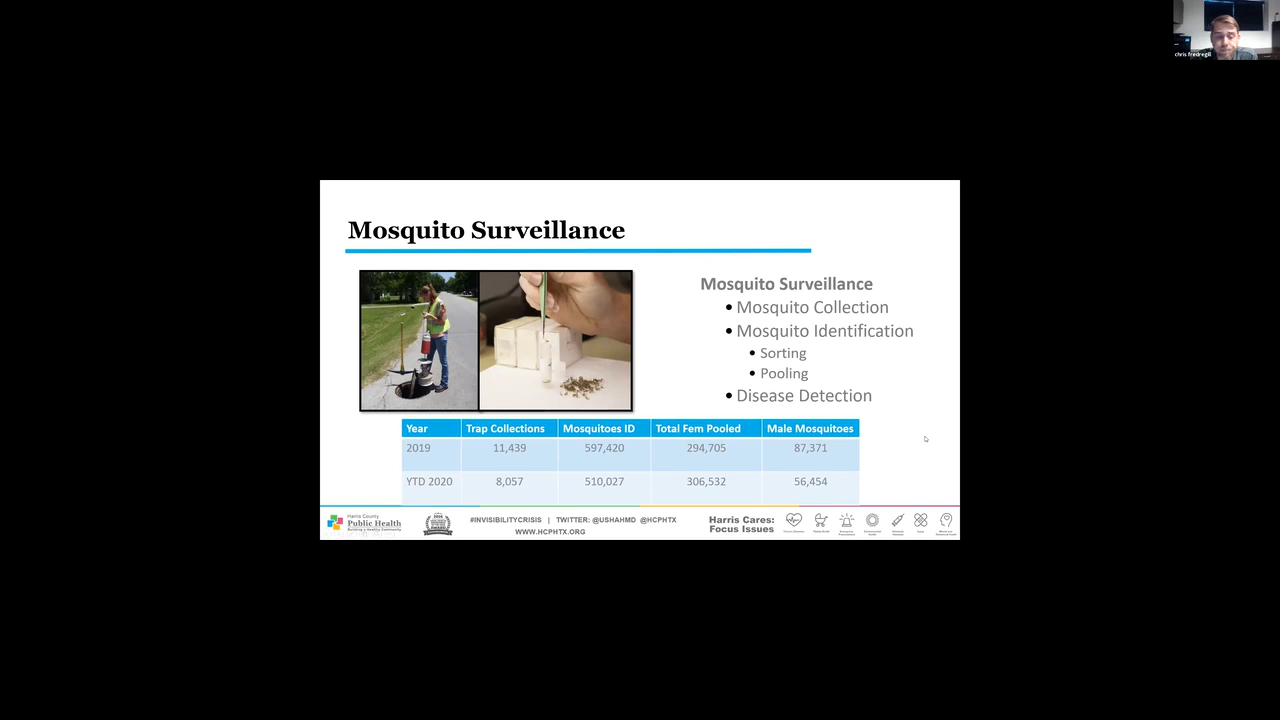 chris fredregill
Mosquito Surveillance
Mosquito Surveillance
• Mosquito Collection
• Mosquito Identification
• Sorting
• Pooling
• Disease Detection
Year Trap Collections Mosquitoes ID Total Fem Pooled Male Mosquitoes
2019 11,439 597,420 294,705 87,371
YTD 2020 8,057 510,027 306,532 56,454
Harris County
Public Health
Building a Healthy Community
#INVISIBILITYCRISIS | TWITTER: @USHAHMD @HCPHTX
WWW.HCPHTX.ORG
Harris Cares:
Focus Issues